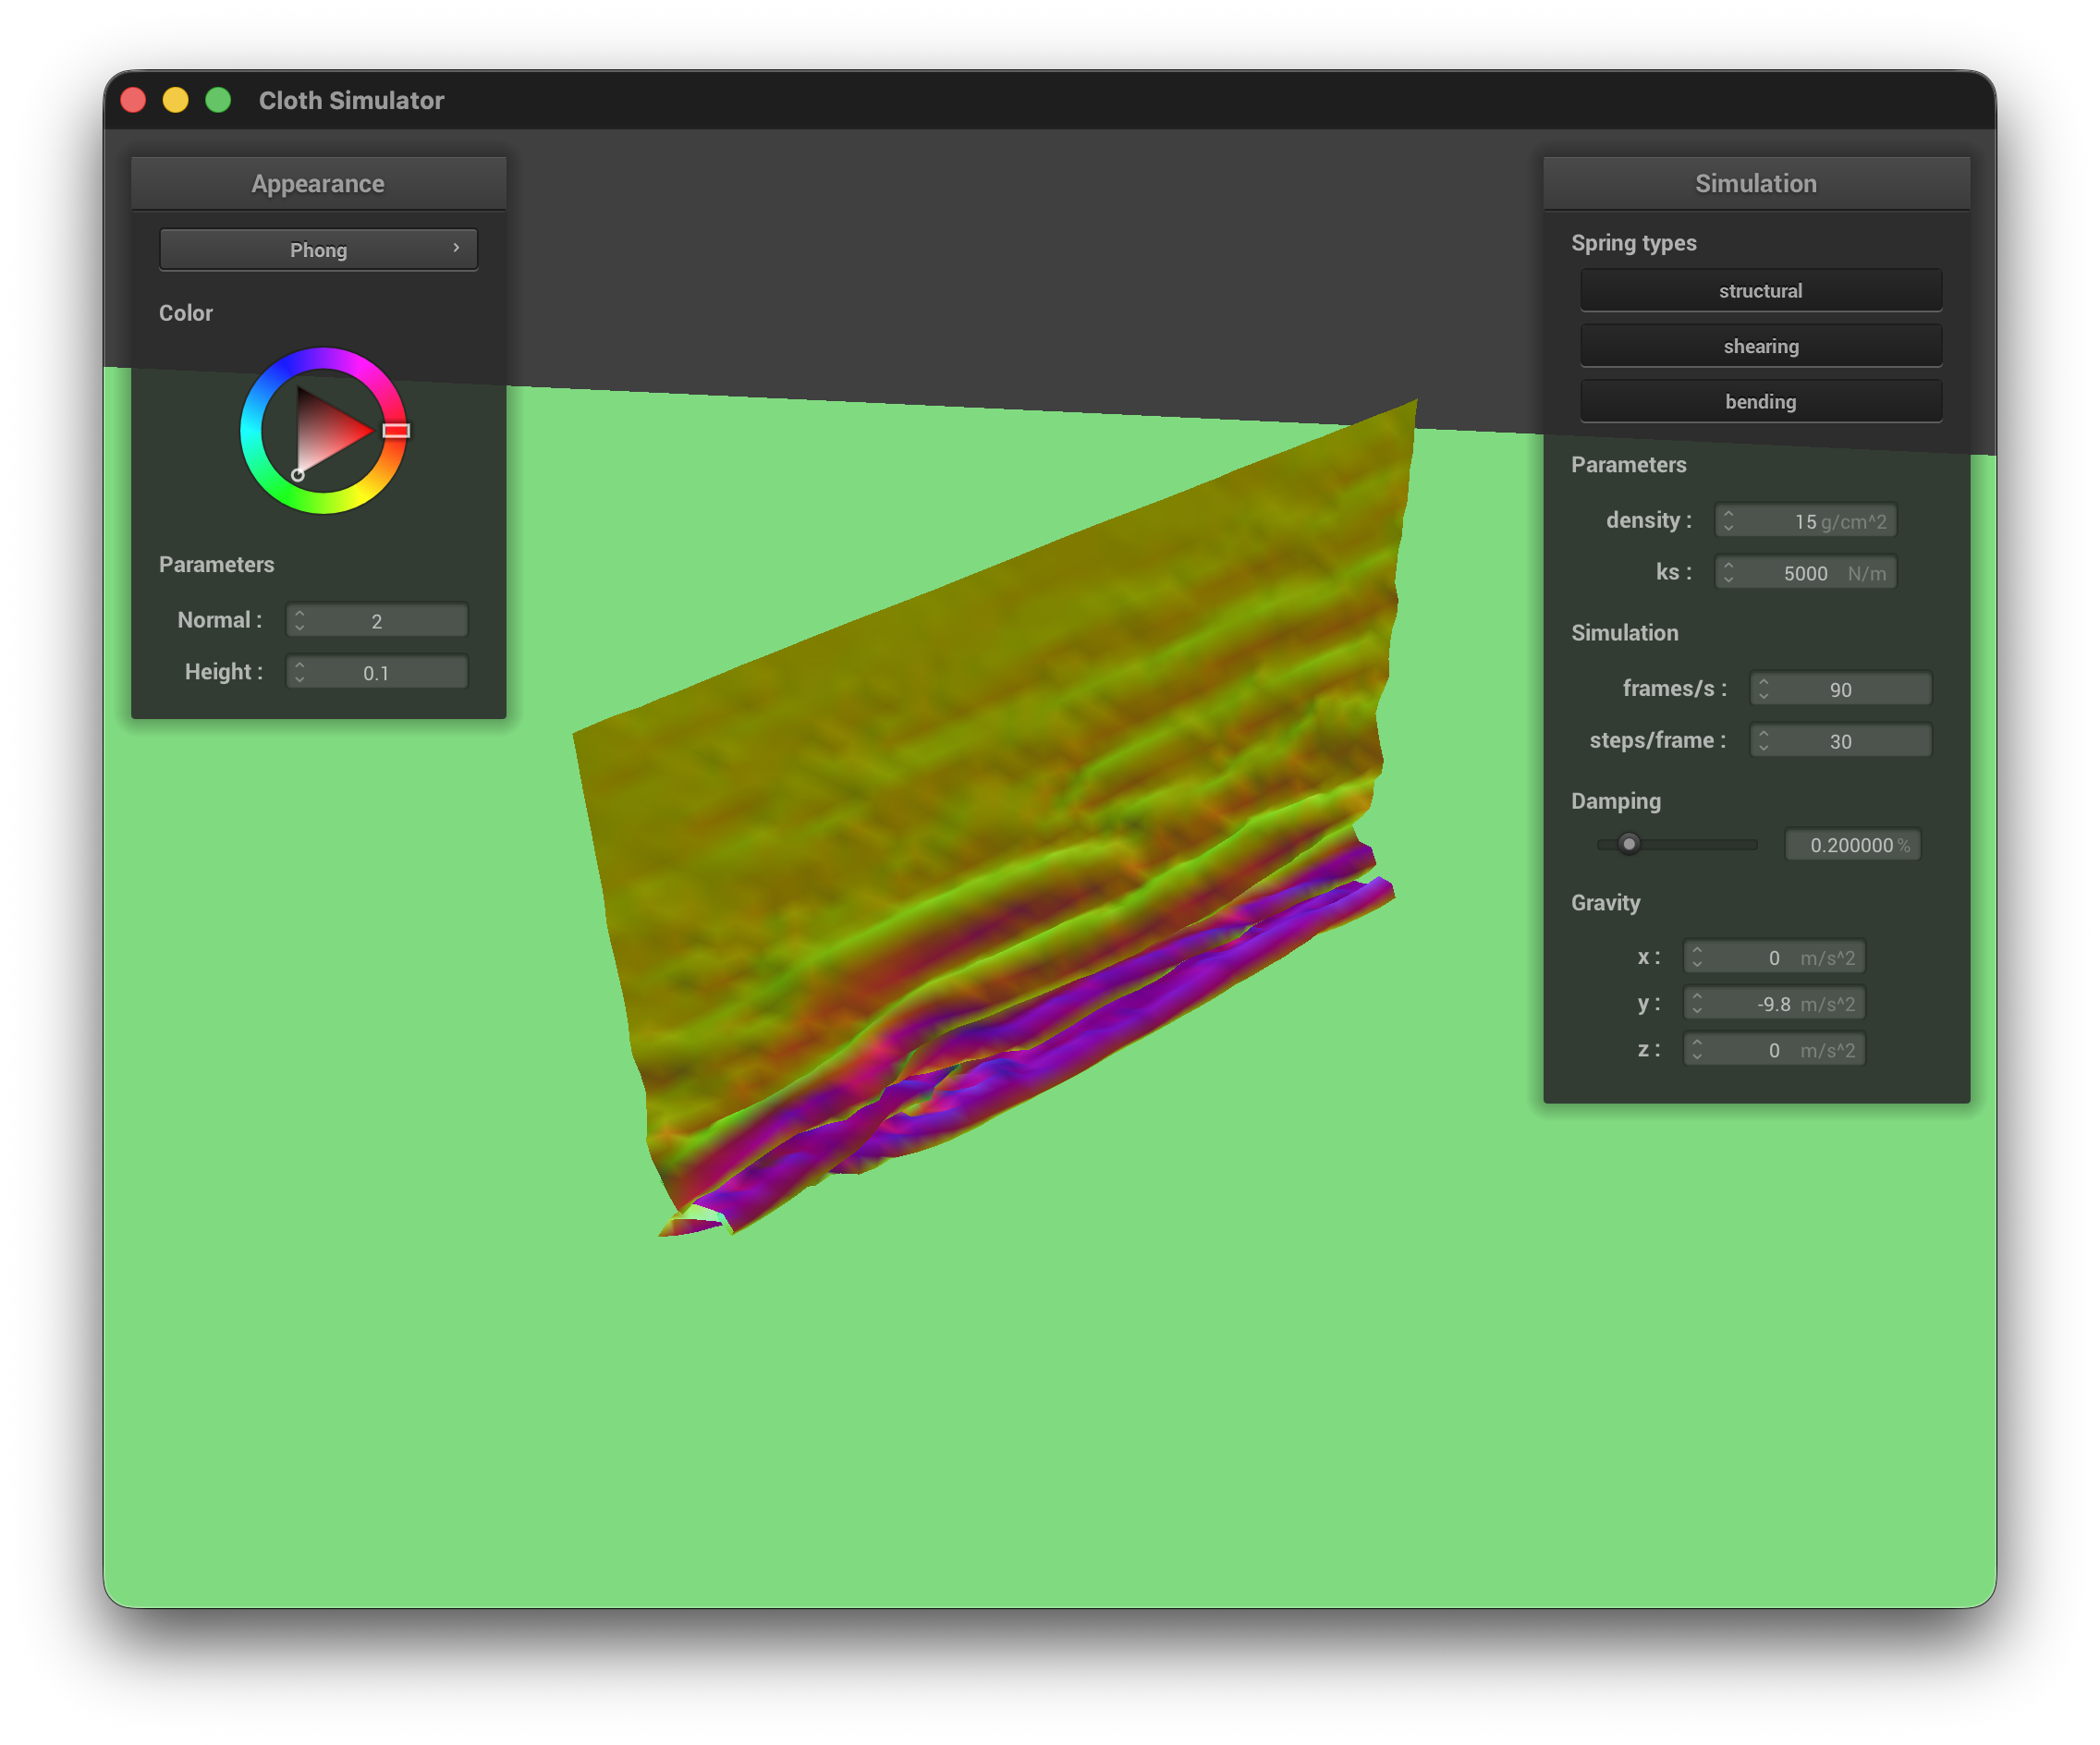 Cloth Simulator
Appearance
Phong
Color
Parameters
Normal : 2
Height : 0.1
Simulation
Spring types
structural
shearing
bending
Parameters
density : 15 g/cm^2
ks : 5000 N/m
Simulation
frames/s : 90
steps/frame : 30
Damping
0.200000 %
Gravity
x : 0 m/s^2
y : -9.8 m/s^2
z : 0 m/s^2